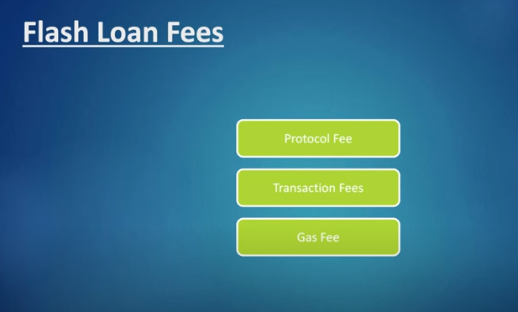 Flash Loan Fees
Protocol Fee
Transaction Fees
Gas Fee